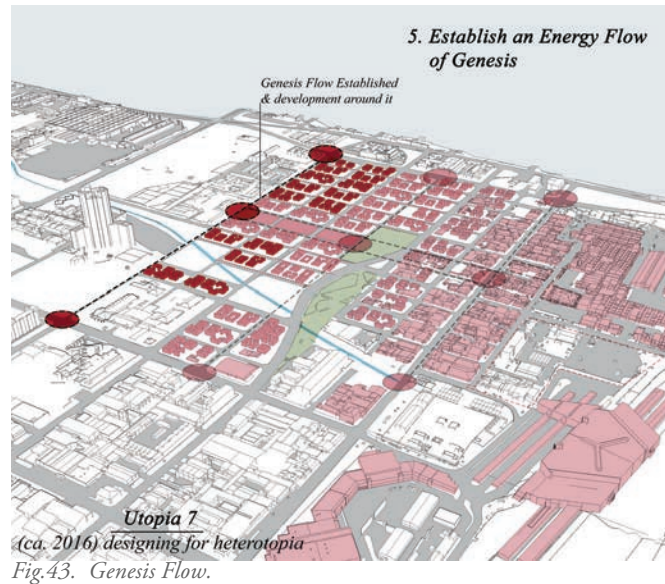 5. Establish an Energy Flow
of Genesis
Genesis Flow Established
& development around it
Utopia 7
(ca. 2016) designing for heterotopia
Fig.43. Genesis Flow.